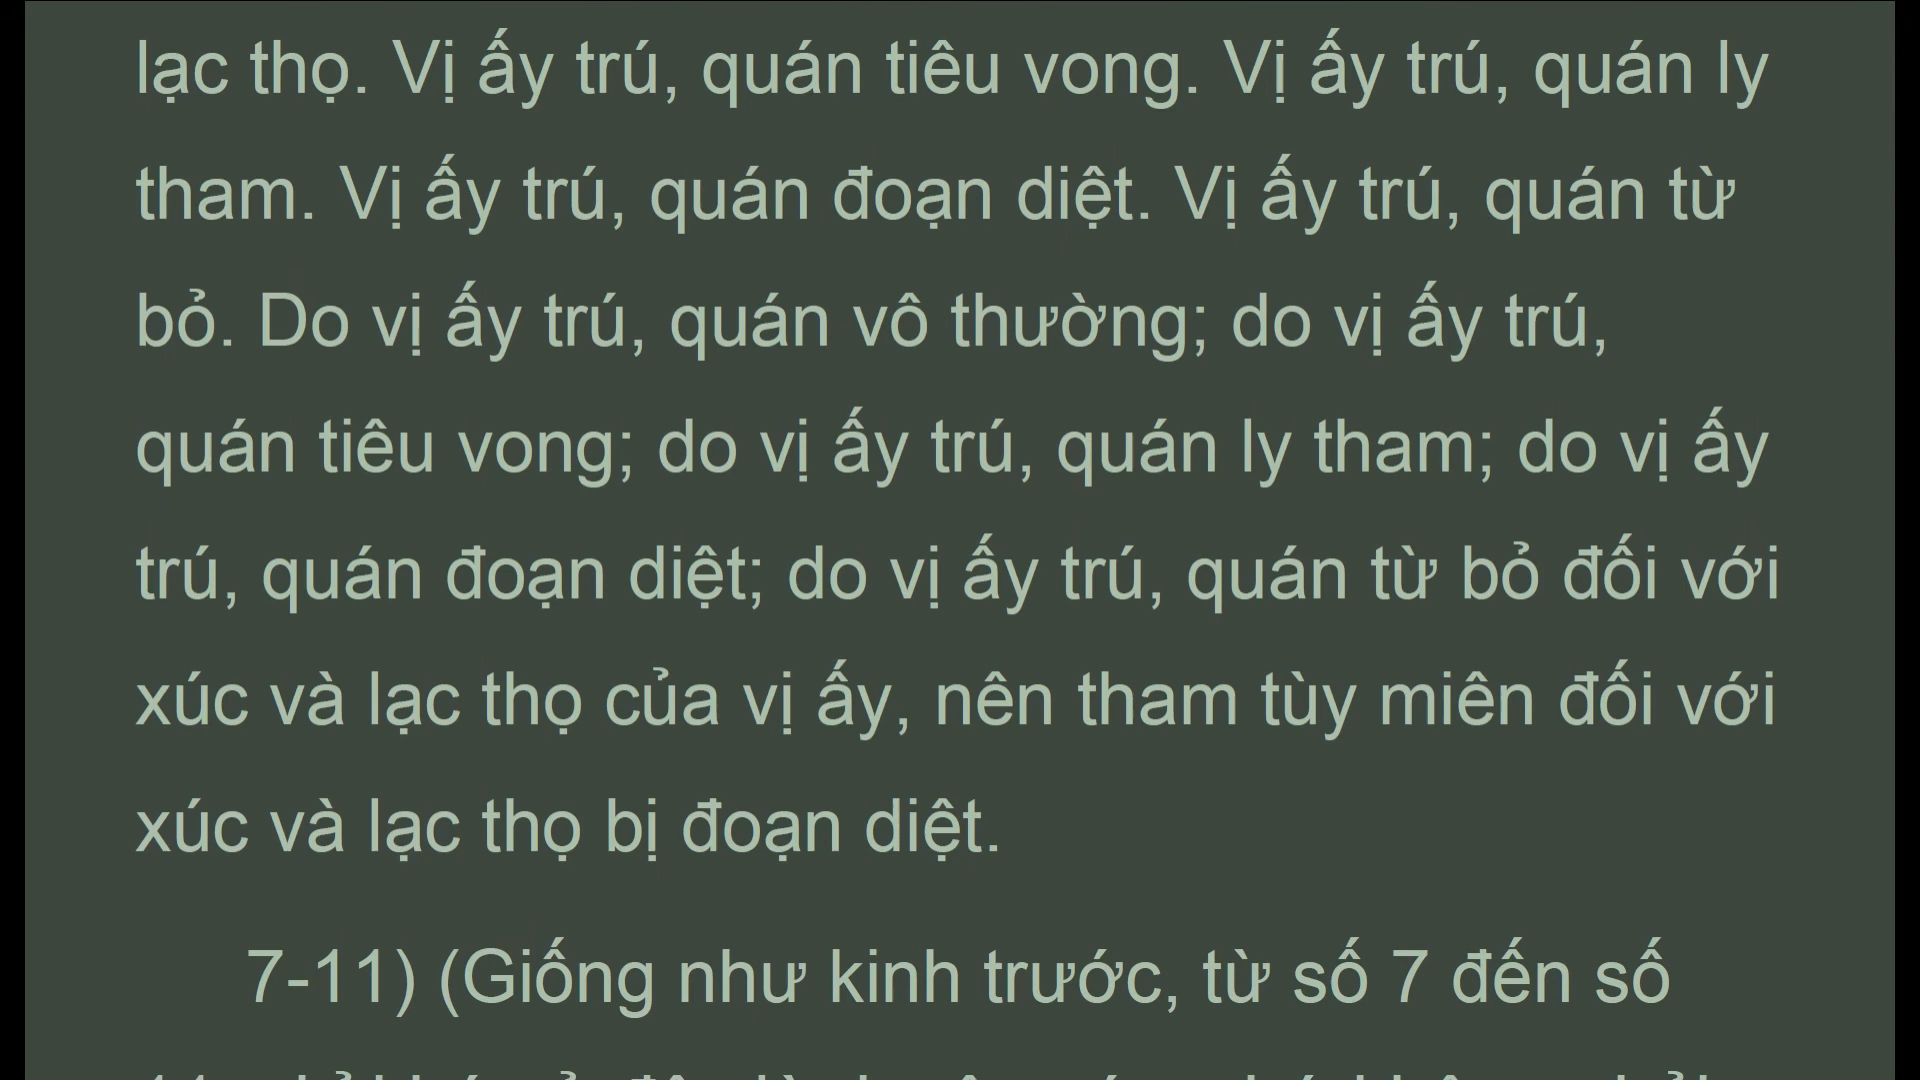 lạc thọ. Vị ấy trú, quán tiêu vong. Vị ấy trú, quán ly
tham. Vị ấy trú, quán đoạn diệt. Vị ấy trú, quán từ
bỏ. Do vị ấy trú, quán vô thường; do vị ấy trú,
quán tiêu vong; do vị ấy trú, quán ly tham; do vị ấy
trú, quán đoạn diệt; do vị ấy trú, quán từ bỏ đối với
xúc và lạc thọ của vị ấy, nên tham tùy miên đối với
xúc và lạc thọ bị đoạn diệt.
7-11) (Giống như kinh trước, từ số 7 đến số